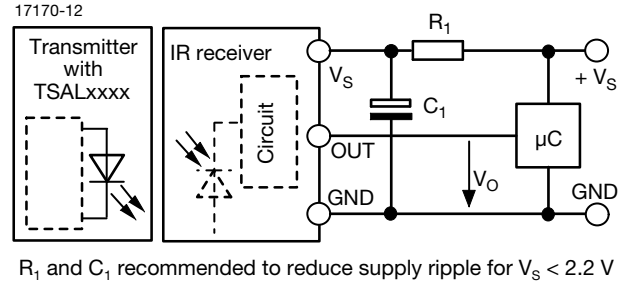 17170-12
Transmitter
with
TSALxxxx
IR receiver
Circuit
VS
OUT
GND
R1
C1
+ VS
µC
VO
GND
R1 and C1 recommended to reduce supply ripple for VS < 2.2 V